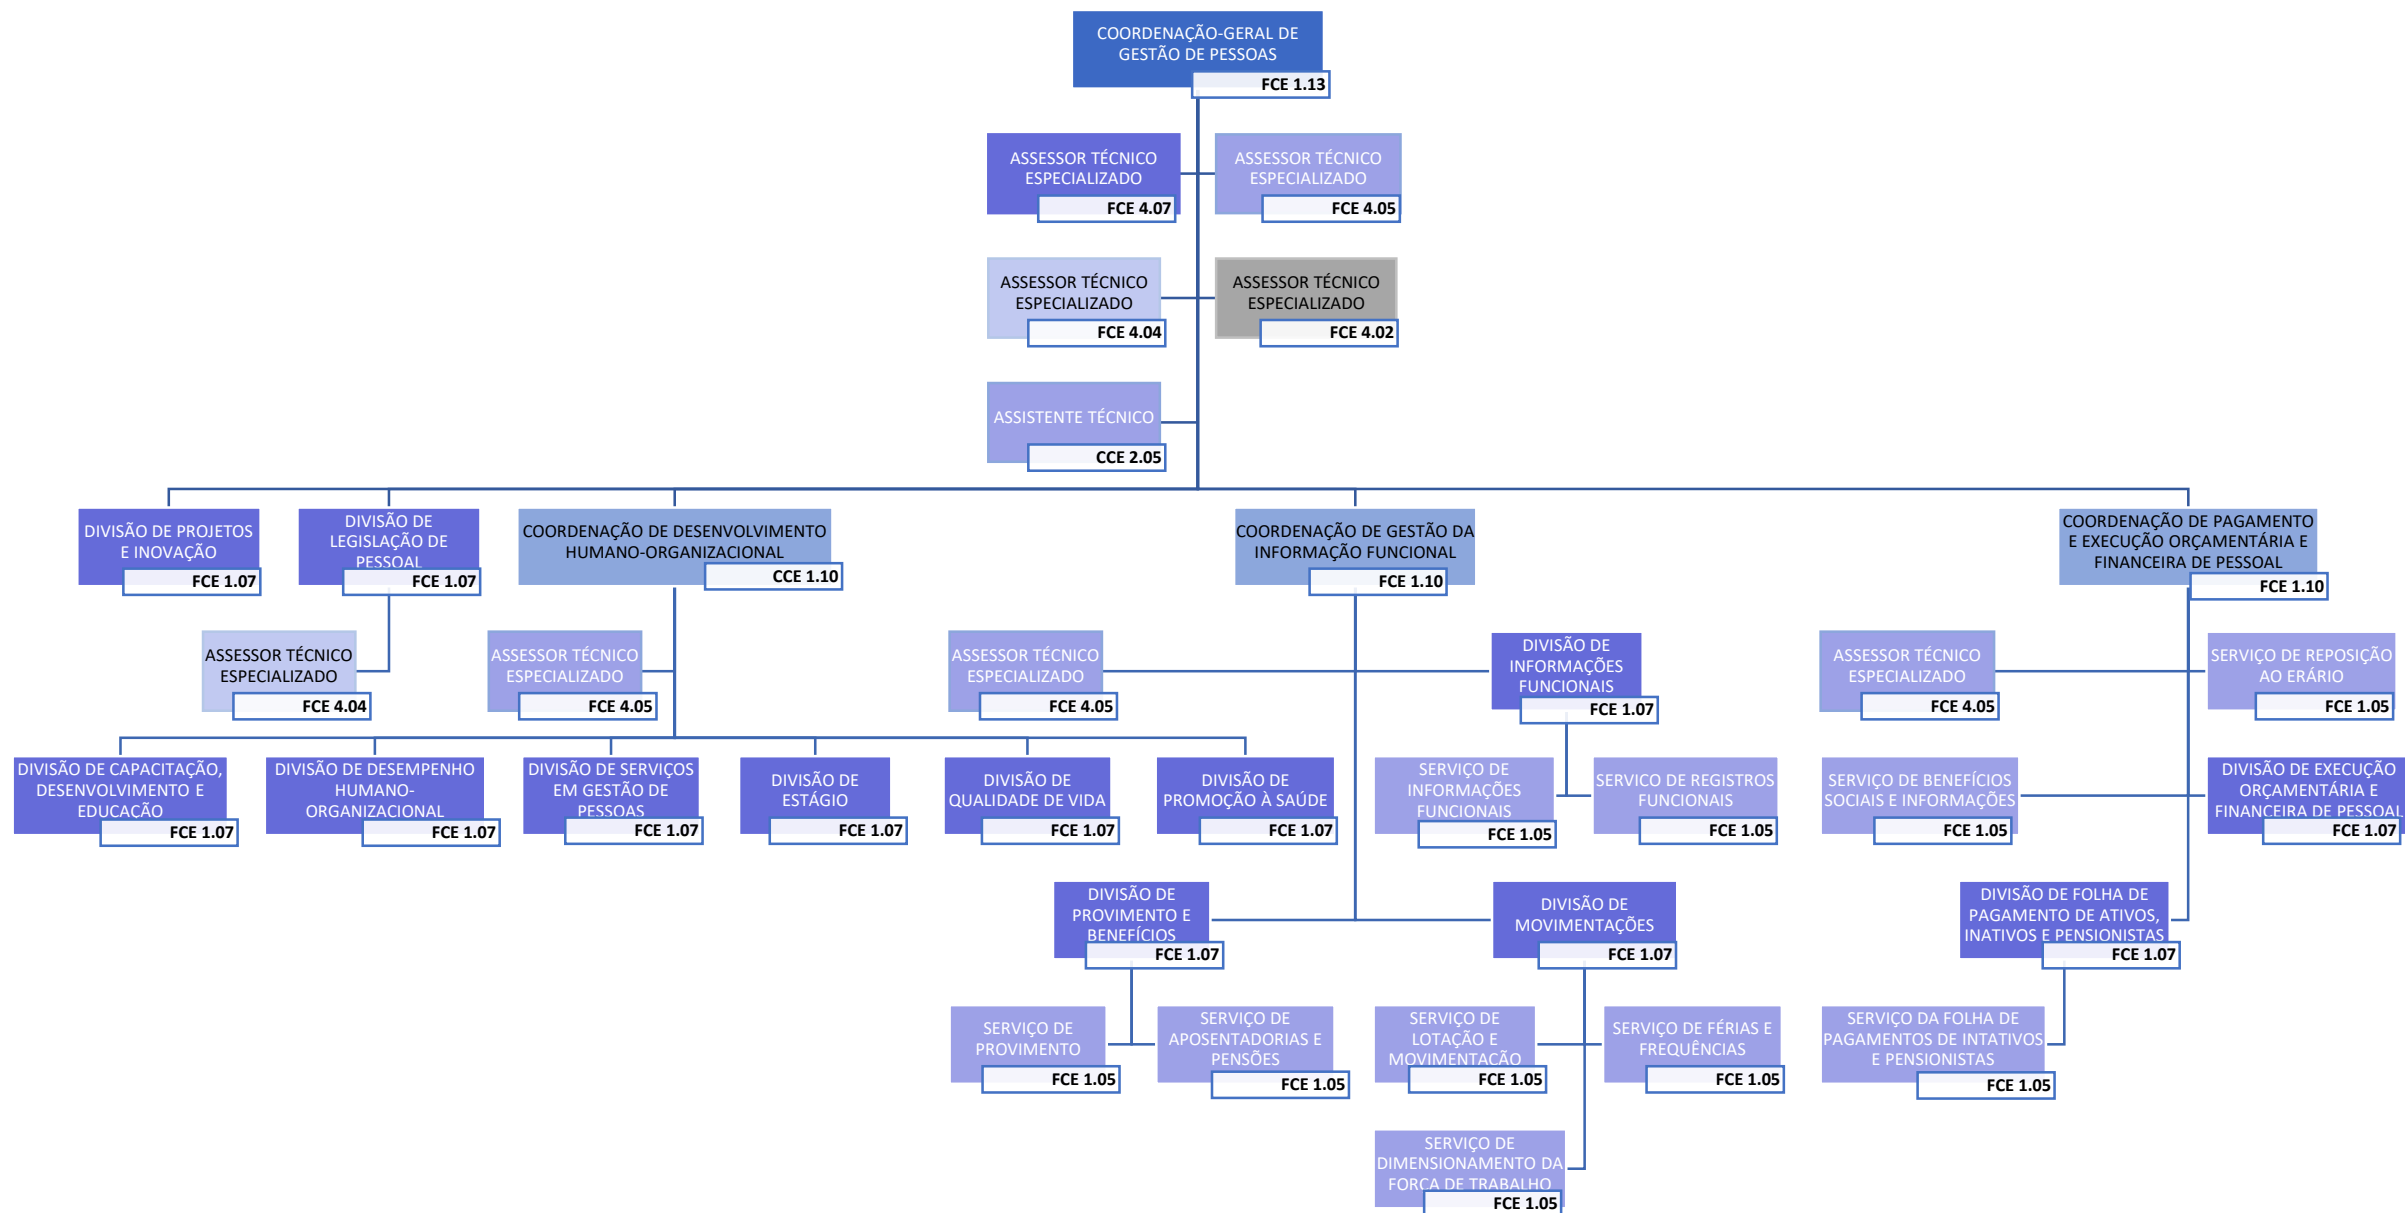 COORDENAÇÃO-GERAL DE
GESTÃO DE PESSOAS
FCE 1.13
ASSESSOR TÉCNICO
ESPECIALIZADO
FCE 4.07
ASSESSOR TÉCNICO
ESPECIALIZADO
FCE 4.05
ASSESSOR TÉCNICO
ESPECIALIZADO
FCE 4.04
ASSESSOR TÉCNICO
ESPECIALIZADO
FCE 4.02
ASSISTENTE TÉCNICO
CCE 2.05
DIVISÃO DE PROJETOS
E INOVAÇÃO
FCE 1.07
DIVISÃO DE
LEGISLAÇÃO DE
PESSOAL
FCE 1.07
COORDENAÇÃO DE DESENVOLVIMENTO
HUMANO-ORGANIZACIONAL
CCE 1.10
COORDENAÇÃO DE GESTÃO DA
INFORMAÇÃO FUNCIONAL
FCE 1.10
COORDENAÇÃO DE PAGAMENTO
E EXECUÇÃO ORÇAMENTÁRIA E
FINANCEIRA DE PESSOAL
FCE 1.10
ASSESSOR TÉCNICO
ESPECIALIZADO
FCE 4.04
ASSESSOR TÉCNICO
ESPECIALIZADO
FCE 4.05
ASSESSOR TÉCNICO
ESPECIALIZADO
FCE 4.05
DIVISÃO DE
INFORMAÇÕES
FUNCIONAIS
FCE 1.07
ASSESSOR TÉCNICO
ESPECIALIZADO
FCE 4.05
SERVIÇO DE REPOSIÇÃO
AO ERÁRIO
FCE 1.05
DIVISÃO DE CAPACITAÇÃO,
DESENVOLVIMENTO E
EDUCAÇÃO
FCE 1.07
DIVISÃO DE DESEMPENHO
HUMANO-
ORGANIZACIONAL
FCE 1.07
DIVISÃO DE SERVIÇOS
EM GESTÃO DE
PESSOAS
FCE 1.07
DIVISÃO DE
ESTÁGIO
FCE 1.07
DIVISÃO DE
QUALIDADE DE VIDA
FCE 1.07
DIVISÃO DE
PROMOÇÃO À SAÚDE
FCE 1.07
SERVIÇO DE
INFORMAÇÕES
FUNCIONAIS
FCE 1.05
SERVICO DE REGISTROS
FUNCIONAIS
FCE 1.05
SERVIÇO DE BENEFÍCIOS
SOCIAIS E INFORMAÇÕES
FCE 1.05
DIVISÃO DE EXECUÇÃO
ORÇAMENTÁRIA E
FINANCEIRA DE PESSOAL
FCE 1.07
DIVISÃO DE
PROVIMENTO E
BENEFÍCIOS
FCE 1.07
DIVISÃO DE
MOVIMENTAÇÕES
FCE 1.07
DIVISÃO DE FOLHA DE
PAGAMENTO DE ATIVOS,
INATIVOS E PENSIONISTAS
FCE 1.07
SERVIÇO DE
PROVIMENTO
FCE 1.05
SERVIÇO DE
APOSENTADORIAS E
PENSÕES
FCE 1.05
SERVIÇO DE
LOTAÇÃO E
MOVIMENTAÇÃO
FCE 1.05
SERVIÇO DE FÉRIAS E
FREQUÊNCIAS
FCE 1.05
SERVIÇO DA FOLHA DE
PAGAMENTOS DE INTATIVOS
E PENSIONISTAS
FCE 1.05
SERVIÇO DE
DIMENSIONAMENTO DA
FORÇA DE TRABALHO
FCE 1.05